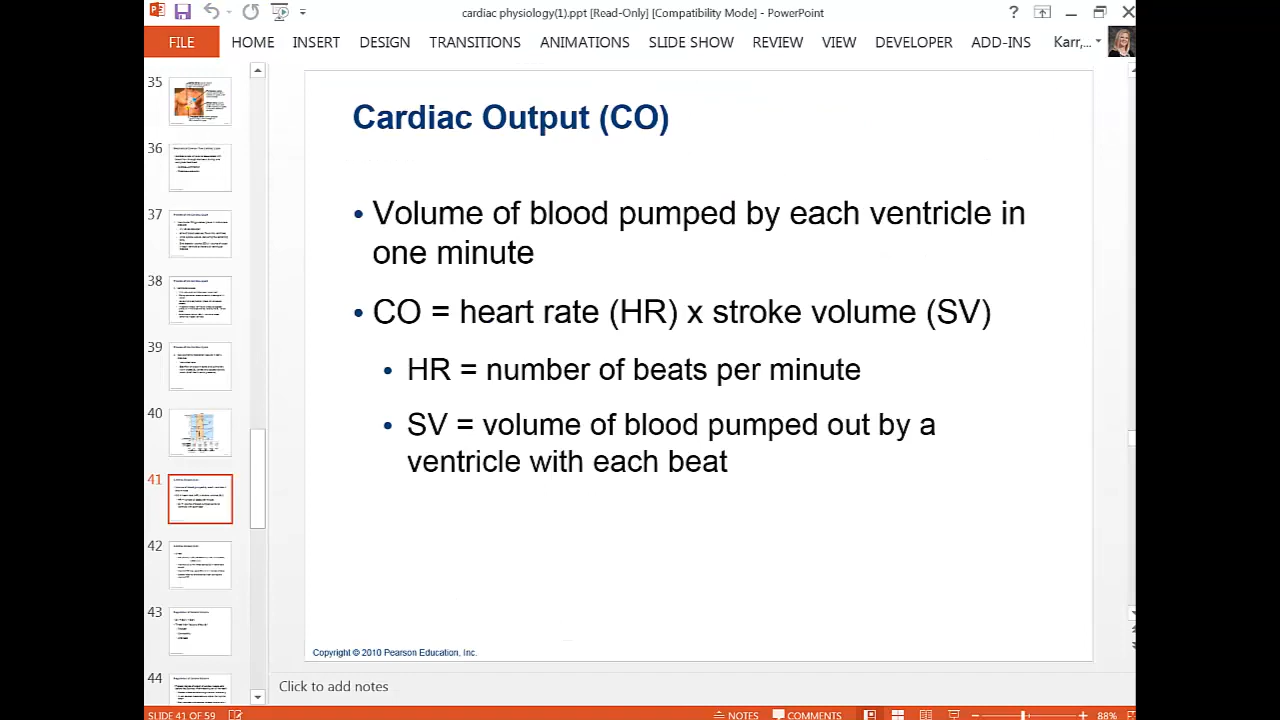 cardiac physiology(1).ppt [Read-Only] [Compatibility Mode] - PowerPoint
?
FILE HOME INSERT DESIGN TRANSITIONS ANIMATIONS SLIDE SHOW REVIEW VIEW DEVELOPER ADD-INS Karr,...
35
36
37
38
39
40
41
42
43
44
Cardiac Output (CO)
• Volume of blood pumped by each ventricle in
one minute
• CO = heart rate (HR) x stroke volume (SV)
• HR = number of beats per minute
• SV = volume of blood pumped out by a
ventricle with each beat
Copyright © 2010 Pearson Education, Inc.
Click to add notes
SLIDE 41 OF 59 NOTES COMMENTS 88%